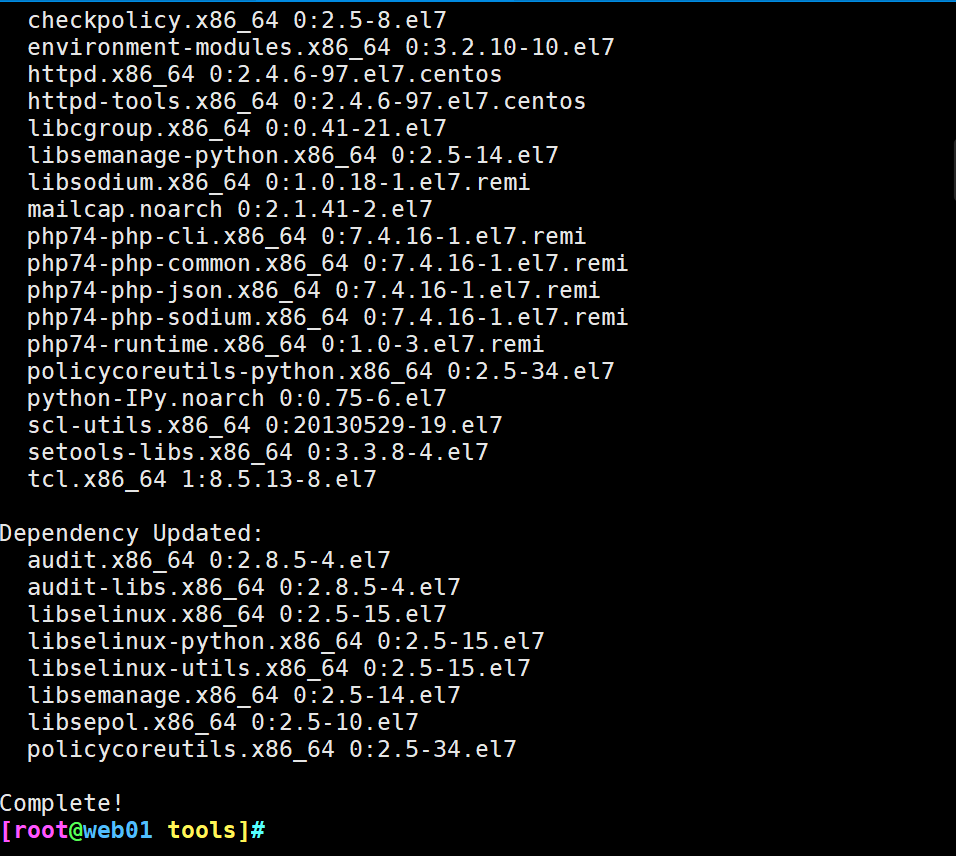 checkpolicy.x86_64 0:2.5-8.el7
environment-modules.x86_64 0:3.2.10-10.el7
httpd.x86_64 0:2.4.6-97.el7.centos
httpd-tools.x86_64 0:2.4.6-97.el7.centos
libcgroup.x86_64 0:0.41-21.el7
libsemanage-python.x86_64 0:2.5-14.el7
libsodium.x86_64 0:1.0.18-1.el7.remi
mailcap.noarch 0:2.1.41-2.el7
php74-php-cli.x86_64 0:7.4.16-1.el7.remi
php74-php-common.x86_64 0:7.4.16-1.el7.remi
php74-php-json.x86_64 0:7.4.16-1.el7.remi
php74-php-sodium.x86_64 0:7.4.16-1.el7.remi
php74-runtime.x86_64 0:1.0-3.el7.remi
policycoreutils-python.x86_64 0:2.5-34.el7
python-IPy.noarch 0:0.75-6.el7
scl-utils.x86_64 0:20130529-19.el7
setools-libs.x86_64 0:3.3.8-4.el7
tcl.x86_64 1:8.5.13-8.el7
Dependency Updated:
audit.x86_64 0:2.8.5-4.el7
audit-libs.x86_64 0:2.8.5-4.el7
libselinux.x86_64 0:2.5-15.el7
libselinux-python.x86_64 0:2.5-15.el7
libselinux-utils.x86_64 0:2.5-15.el7
libsemanage.x86_64 0:2.5-14.el7
libsepol.x86_64 0:2.5-10.el7
policycoreutils.x86_64 0:2.5-34.el7
Complete!
[root@web01 tools]#